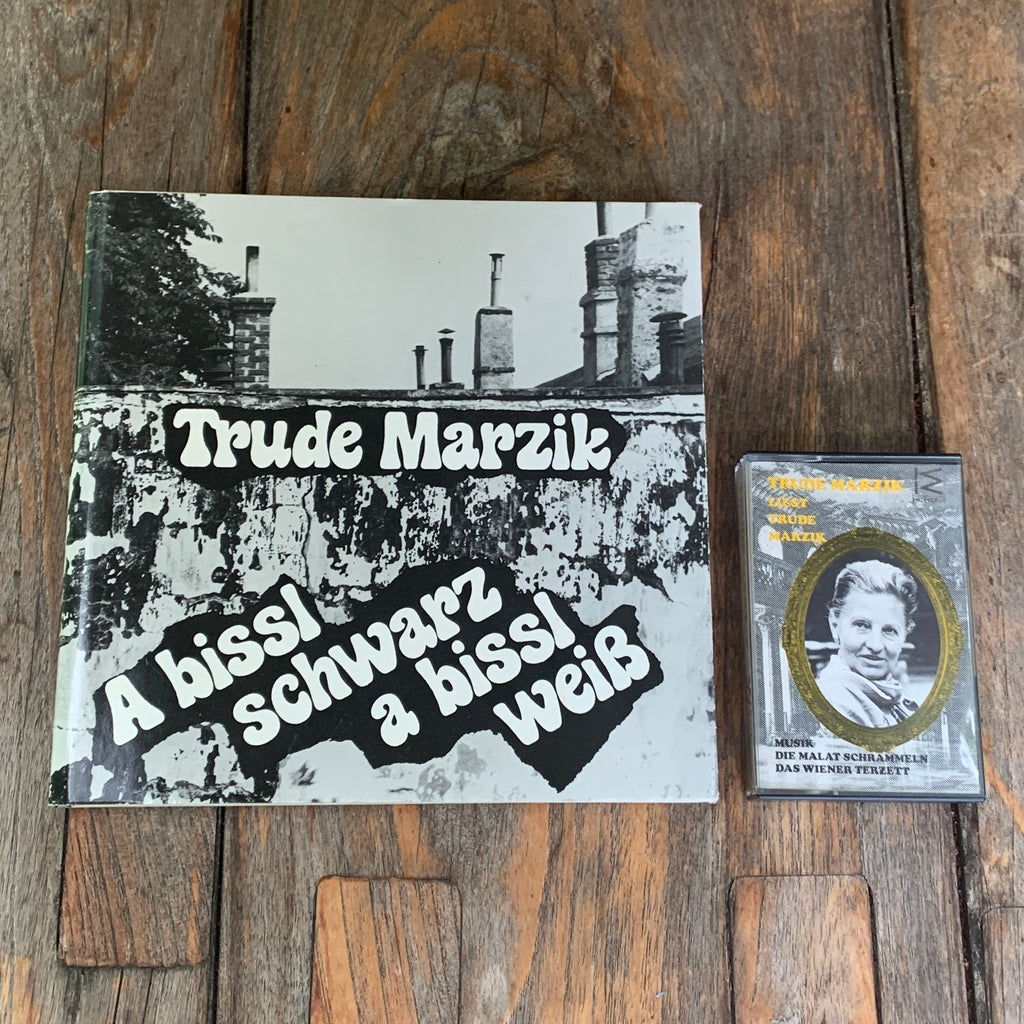 Trude Marzik
A bissl
schwarz
a bissl
weiß
TRUDE MARZIK
LIEST
TRUDE
MARZIK
MUSIK
DIE MALAT SCHRAMMELN
DAS WIENER TERZETT